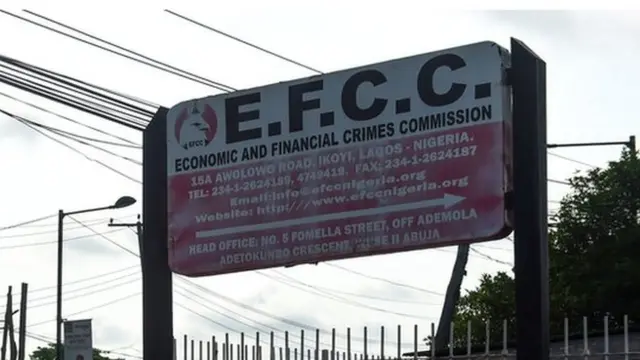 E.F.C.C.
ECONOMIC AND FINANCIAL CRIMES COMMISSION
15A AWOLOWO ROAD, IKOYI, LAGOS - NIGERIA.
TEL: 234-1-2624189, 4749419. FAX: 234-1-2624187
Email:info@efccnigeria.org
Website: http://www.efccnigeria.org
HEAD OFFICE: NO. 5 FOMELLA STREET, OFF ADEMOLA
ADETOKUNBO CRESCENT, II ABUJA